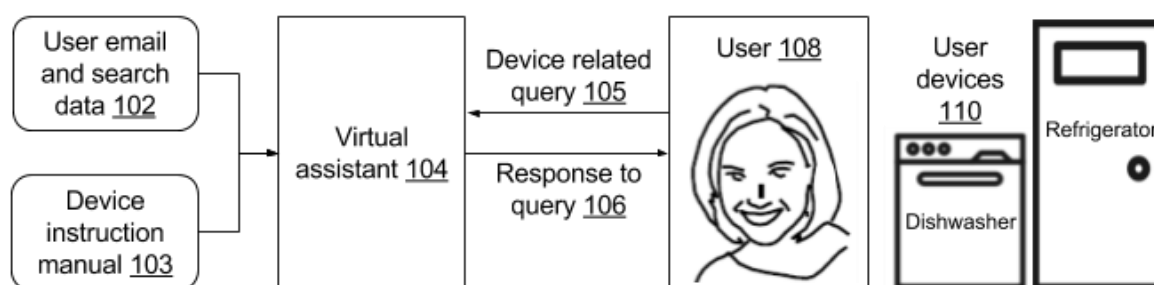 User email
and search
data 102
Device
instruction
manual 103
Virtual
assistant 104
Device related
query 105
Response to
query 106
User 108
User
devices
110
Dishwasher
Refrigerator